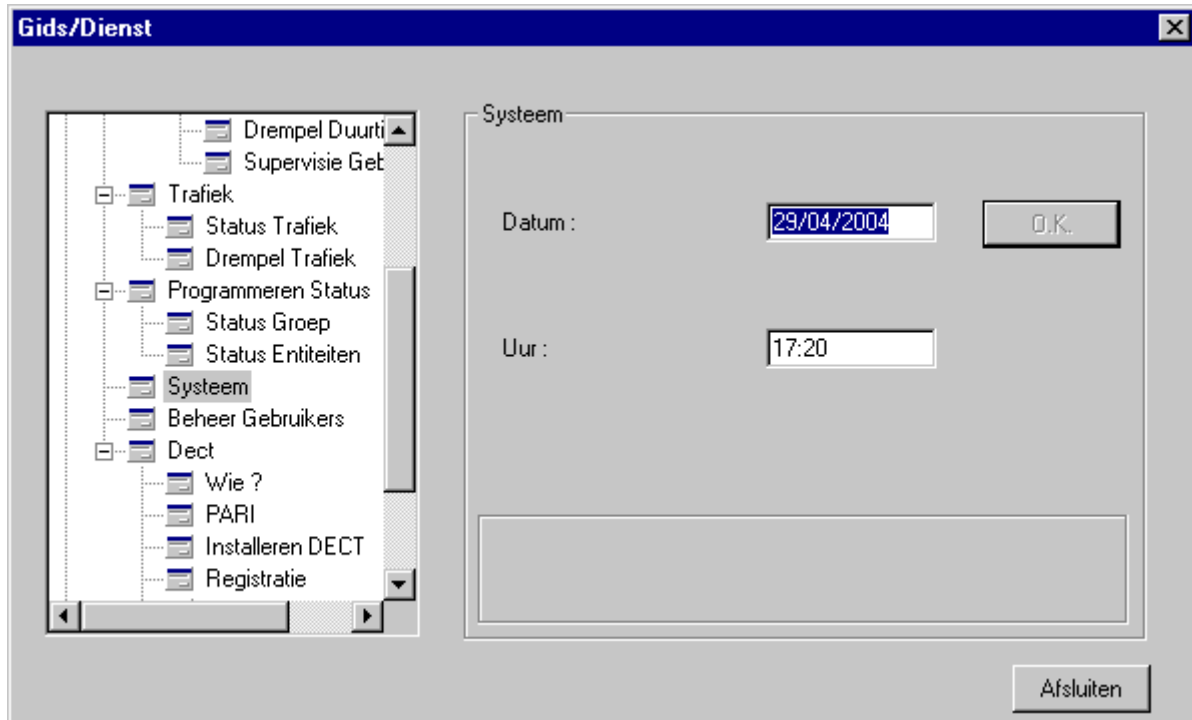 Gids/Dienst
Drempel Duurti
Supervisie Geb
Trafiek
Status Trafiek
Drempel Trafiek
Programmeren Status
Status Groep
Status Entiteiten
Systeem
Beheer Gebruikers
Dect
Wie ?
PARI
Installeren DECT
Registratie
Systeem
Datum :
29/04/2004
O.K.
Uur :
17:20
Afsluiten